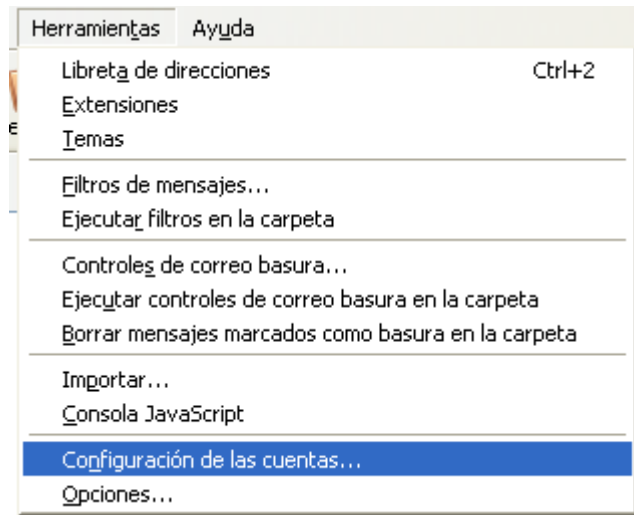 Herramientas Ayuda
Libreta de direcciones Ctrl+2
Extensiones
Temas
Filtros de mensajes...
Ejecutar filtros en la carpeta
Controles de correo basura...
Ejecutar controles de correo basura en la carpeta
Borrar mensajes marcados como basura en la carpeta
Importar...
Consola JavaScript
Configuración de las cuentas...
Opciones...